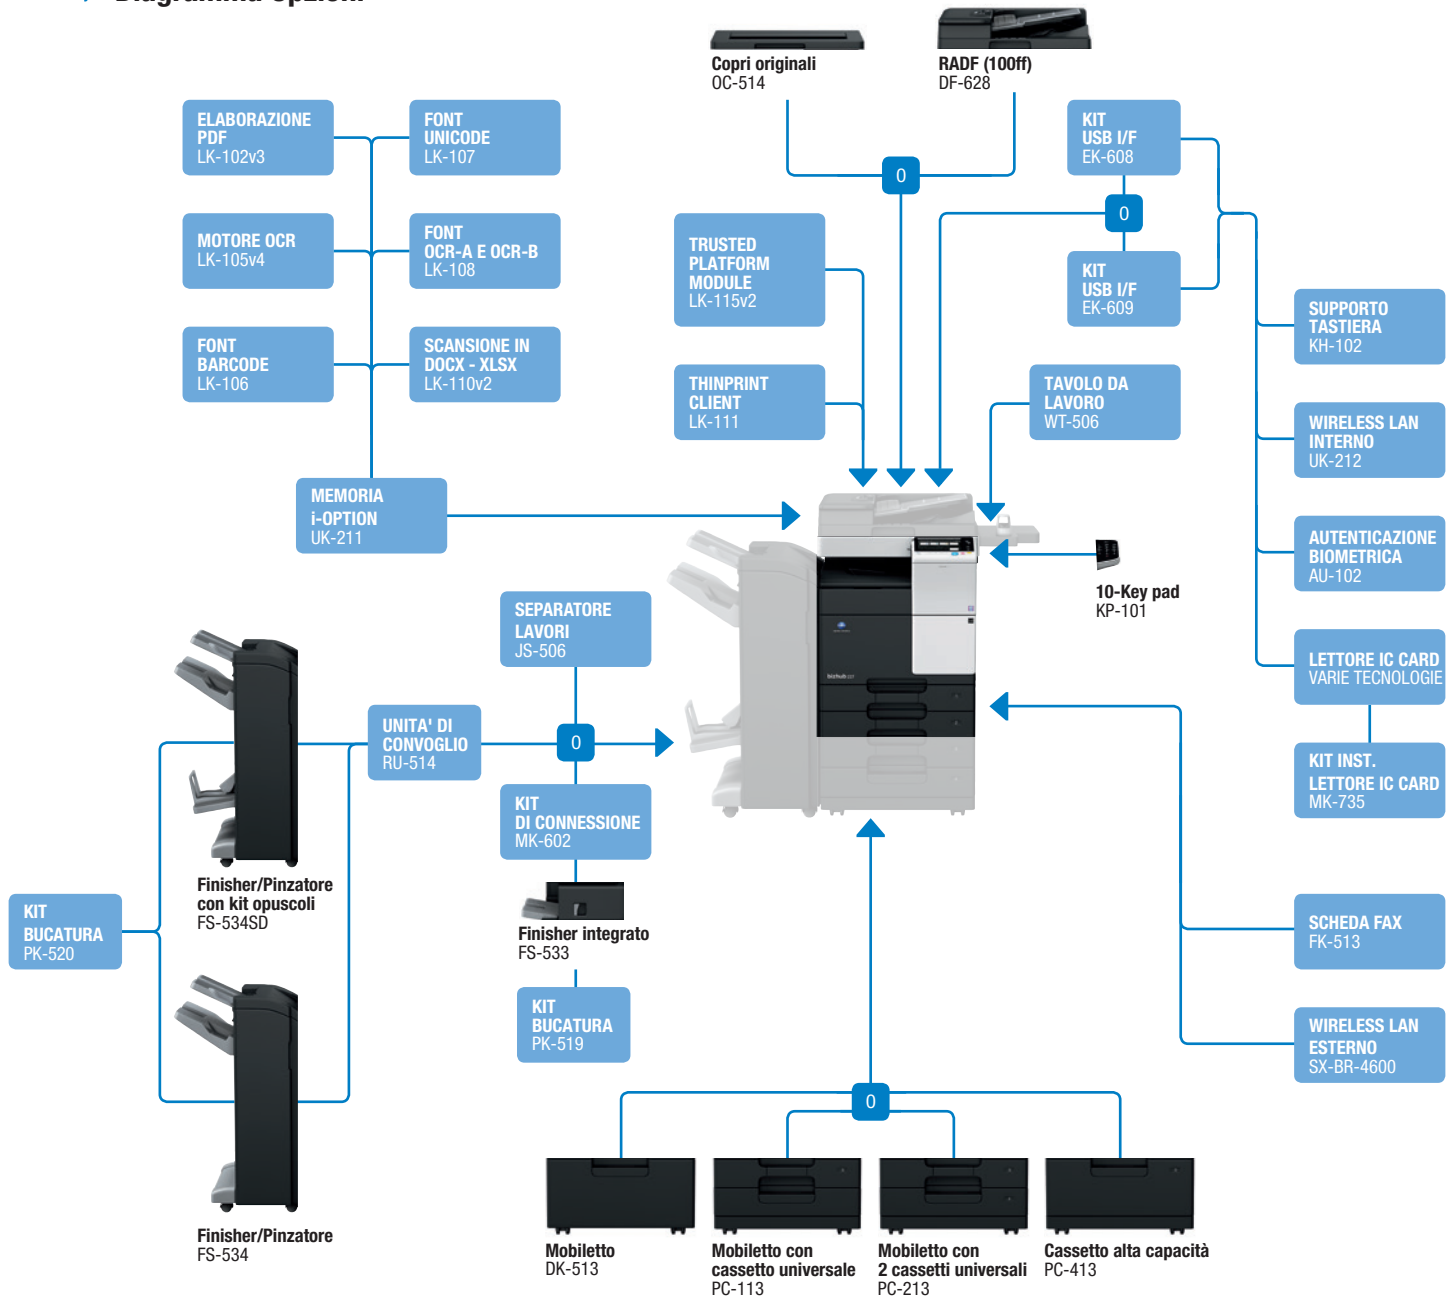 Diagramma Opzioni
Copri originali
OC-514
RADF (100ff)
DF-628
ELABORAZIONE
PDF
LK-102v3
FONT
UNICODE
LK-107
KIT
USB I/F
EK-608
0
0
MOTORE OCR
LK-105v4
FONT
OCR-A E OCR-B
LK-108
TRUSTED
PLATFORM
MODULE
LK-115v2
KIT
USB I/F
EK-609
SUPPORTO
TASTIERA
KH-102
FONT
BARCODE
LK-106
SCANSIONE IN
DOCX - XLSX
LK-110v2
THINPRINT
CLIENT
LK-111
TAVOLO DA
LAVORO
WT-506
WIRELESS LAN
INTERNO
UK-212
MEMORIA
i-OPTION
UK-211
AUTENTICAZIONE
BIOMETRICA
AU-102
10-Key pad
KP-101
SEPARATORE
LAVORI
JS-506
LETTORE IC CARD
VARIE TECNOLOGIE
bizhub
UNITA' DI
CONVOGLIO
RU-514
0
KIT INST.
LETTORE IC CARD
MK-735
KIT
DI CONNESSIONE
MK-602
Finisher/Pinzatore
con kit opuscoli
FS-534SD
KIT
BUCATURA
PK-520
Finisher integrato
FS-533
SCHEDA FAX
FK-513
KIT
BUCATURA
PK-519
WIRELESS LAN
ESTERNO
SX-BR-4600
0
Finisher/Pinzatore
FS-534
Mobiletto
DK-513
Mobiletto con
cassetto universale
PC-113
Mobiletto con
2 cassetti universali
PC-213
Cassetto alta capacità
PC-413